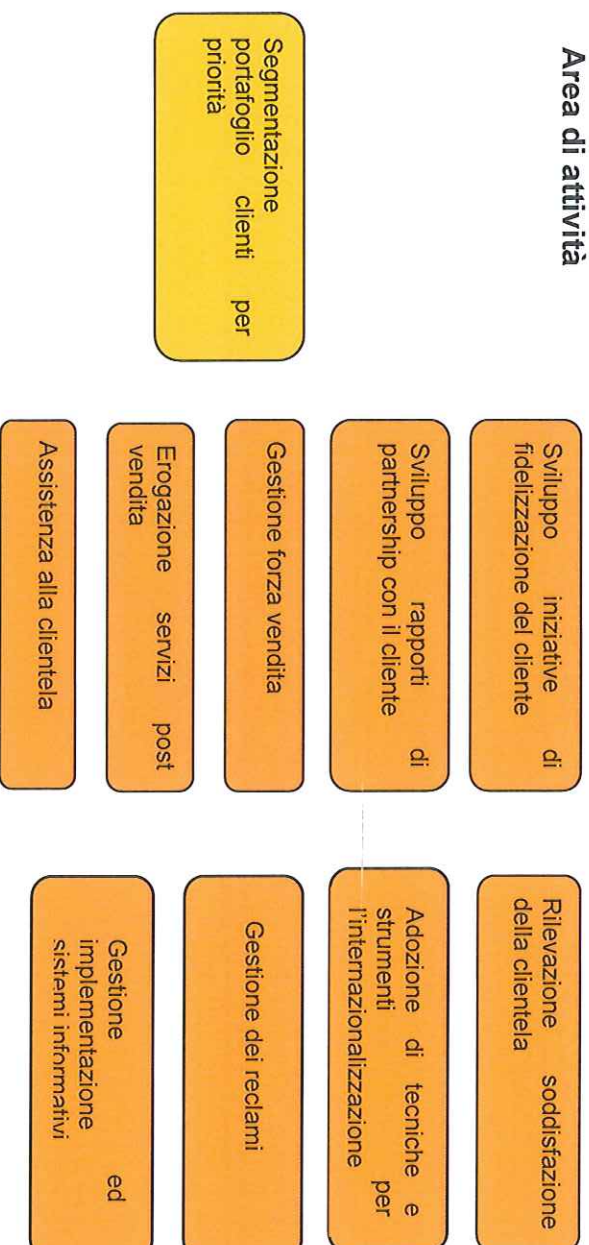 Area di attività
Segmentazione
portafoglio clienti per
priorità
Sviluppo iniziative di
fidelizzazione del cliente
Sviluppo rapporti di
partnership con il cliente
Gestione forza vendita
Erogazione servizi post
vendita
Assistenza alla clientela
Rilevazione soddisfazione
della clientela
Adozione di tecniche e
strumenti per
l'internazionalizzazione
Gestione dei reclami
Gestione ed
implementazione
sistemi informativi